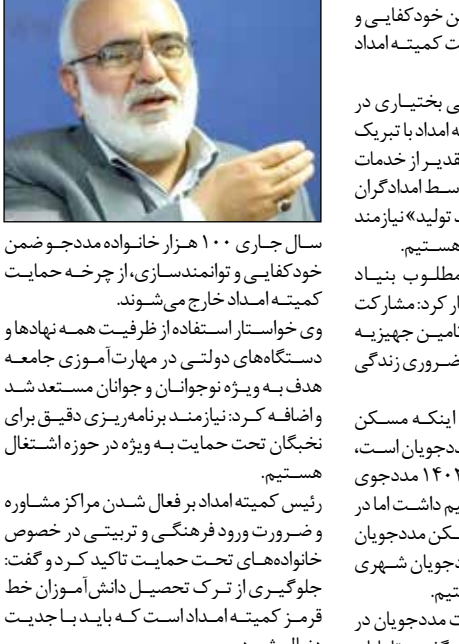 ن خودکفایی و
ت کمیته امداد
ی بختیاری در
ه امداد با تبریک
قدیر از خدمات
سط امدادگران
د تولید» نیازمند
هستیم.
مطلوب بنیاد
ار کرد: مشارکت
تامین جهیزیه
ضروری زندگی
اینکه مسکن
ددجویان است،
۱۴۰۲ مددجوی
یم داشت اما در
سکن مددجویان
دجویان شهری
تیم.
ت مددجویان در
سال جاری ۱۰۰ هزار خانواده مددجو ضمن
خودکفایی و توانمندسازی، از چرخه حمایت
کمیته امداد خارج می‌شوند.
وی خواستار استفاده از ظرفیت همه نهادها و
دستگاه‌های دولتی در مهارت‌آموزی جامعه
هدف به ویژه نوجوانان و جوانان مستعد شد
و اضافه کرد: نیازمند برنامه‌ریزی دقیق برای
نخبگان تحت حمایت به ویژه در حوزه اشتغال
هستیم.
رئیس کمیته امداد بر فعال شدن مراکز مشاوره
و ضرورت ورود فرهنگی و تربیتی در خصوص
خانواده‌های تحت حمایت تاکید کرد و گفت:
جلوگیری از ترک تحصیل دانش‌آموزان خط
قرمز کمیته امداد است که باید با جدیت